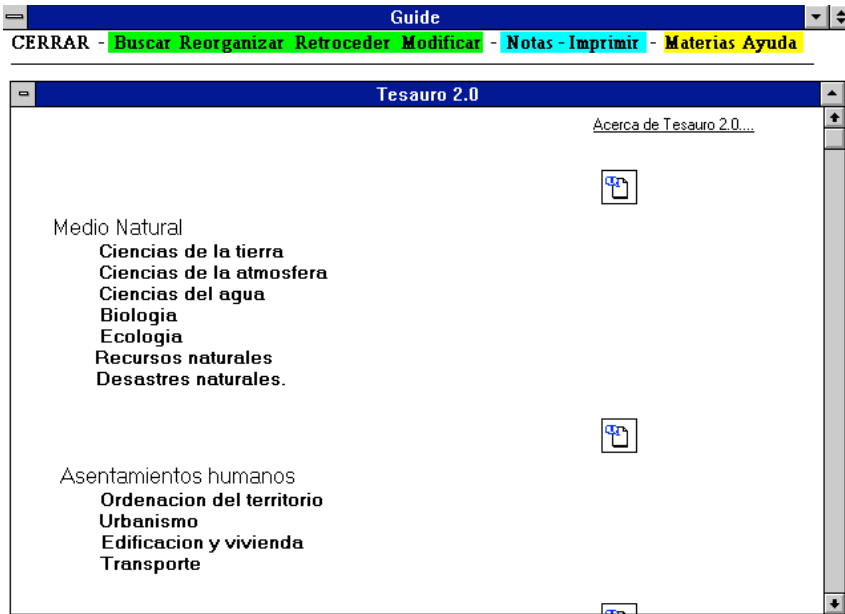 Guide
CERRAR - Buscar Reorganizar Retroceder Modificar - Notas - Imprimir - Materias Ayuda
Tesauro 2.0
Acerca de Tesauro 2.0....
Medio Natural
Ciencias de la tierra
Ciencias de la atmosfera
Ciencias del agua
Biologia
Ecologia
Recursos naturales
Desastres naturales.
Asentamientos humanos
Ordenacion del territorio
Urbanismo
Edificacion y vivienda
Transporte